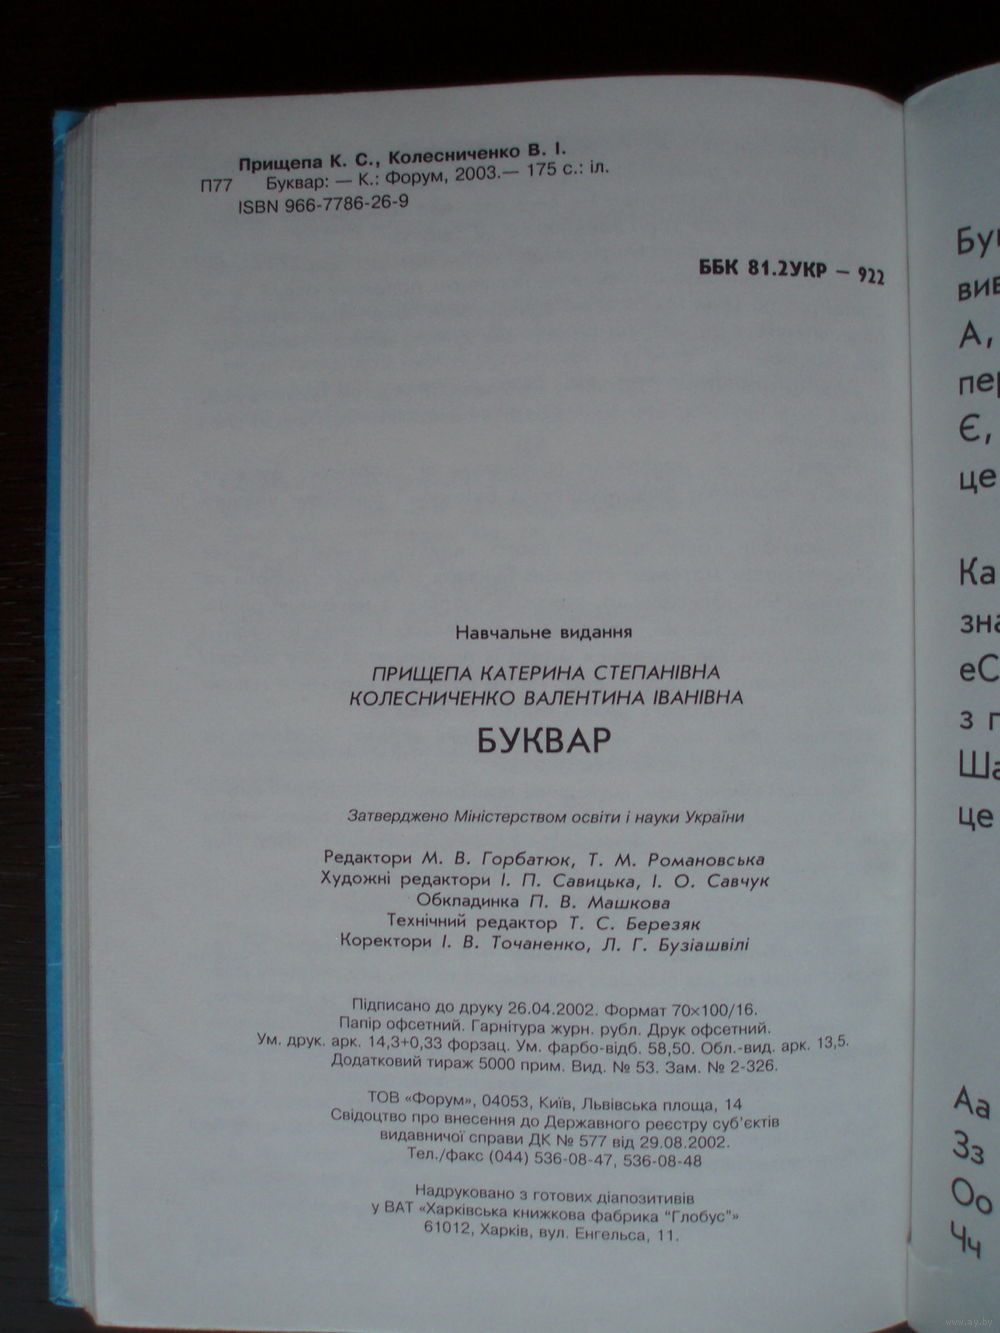 Прищепа К. С., Колесниченко В. І.
П77 Буквар: — К.: Форум, 2003.— 175 с.: іл.
ISBN 966-7786-26-9
ББК 81.2УКР – 922
Навчальне видання
ПРИЩЕПА КАТЕРИНА СТЕПАНІВНА
КОЛЕСНИЧЕНКО ВАЛЕНТИНА ІВАНІВНА
БУКВАР
Затверджено Міністерством освіти і науки України
Редактори М. В. Горбатюк, Т. М. Романовська
Художні редактори І. П. Савицька, І. О. Савчук
Обкладинка П. В. Машкова
Технічний редактор Т. С. Березяк
Коректори І. В. Точаненко, Л. Г. Бузіашвілі
Підписано до друку 26.04.2002. Формат 70×100/16.
Папір офсетний. Гарнітура журн. рубл. Друк офсетний.
Ум. друк. арк. 14,3+0,33 форзац. Ум. фарбо-відб. 58,50. Обл.-вид. арк. 13,5.
Додатковий тираж 5000 прим. Вид. № 53. Зам. № 2-326.
ТОВ «Форум», 04053, Київ, Львівська площа, 14
Свідоцтво про внесення до Державного реєстру суб'єктів
видавничої справи ДК № 577 від 29.08.2002.
Тел./факс (044) 536-08-47, 536-08-48
Надруковано з готових діапозитивів
у ВАТ «Харківська книжкова фабрика “Глобус”»
61012, Харків, вул. Енгельса, 11.
А,
Є,
це
Ка
з
це
Аа
Зз
Оо
Чч
www.ay.by